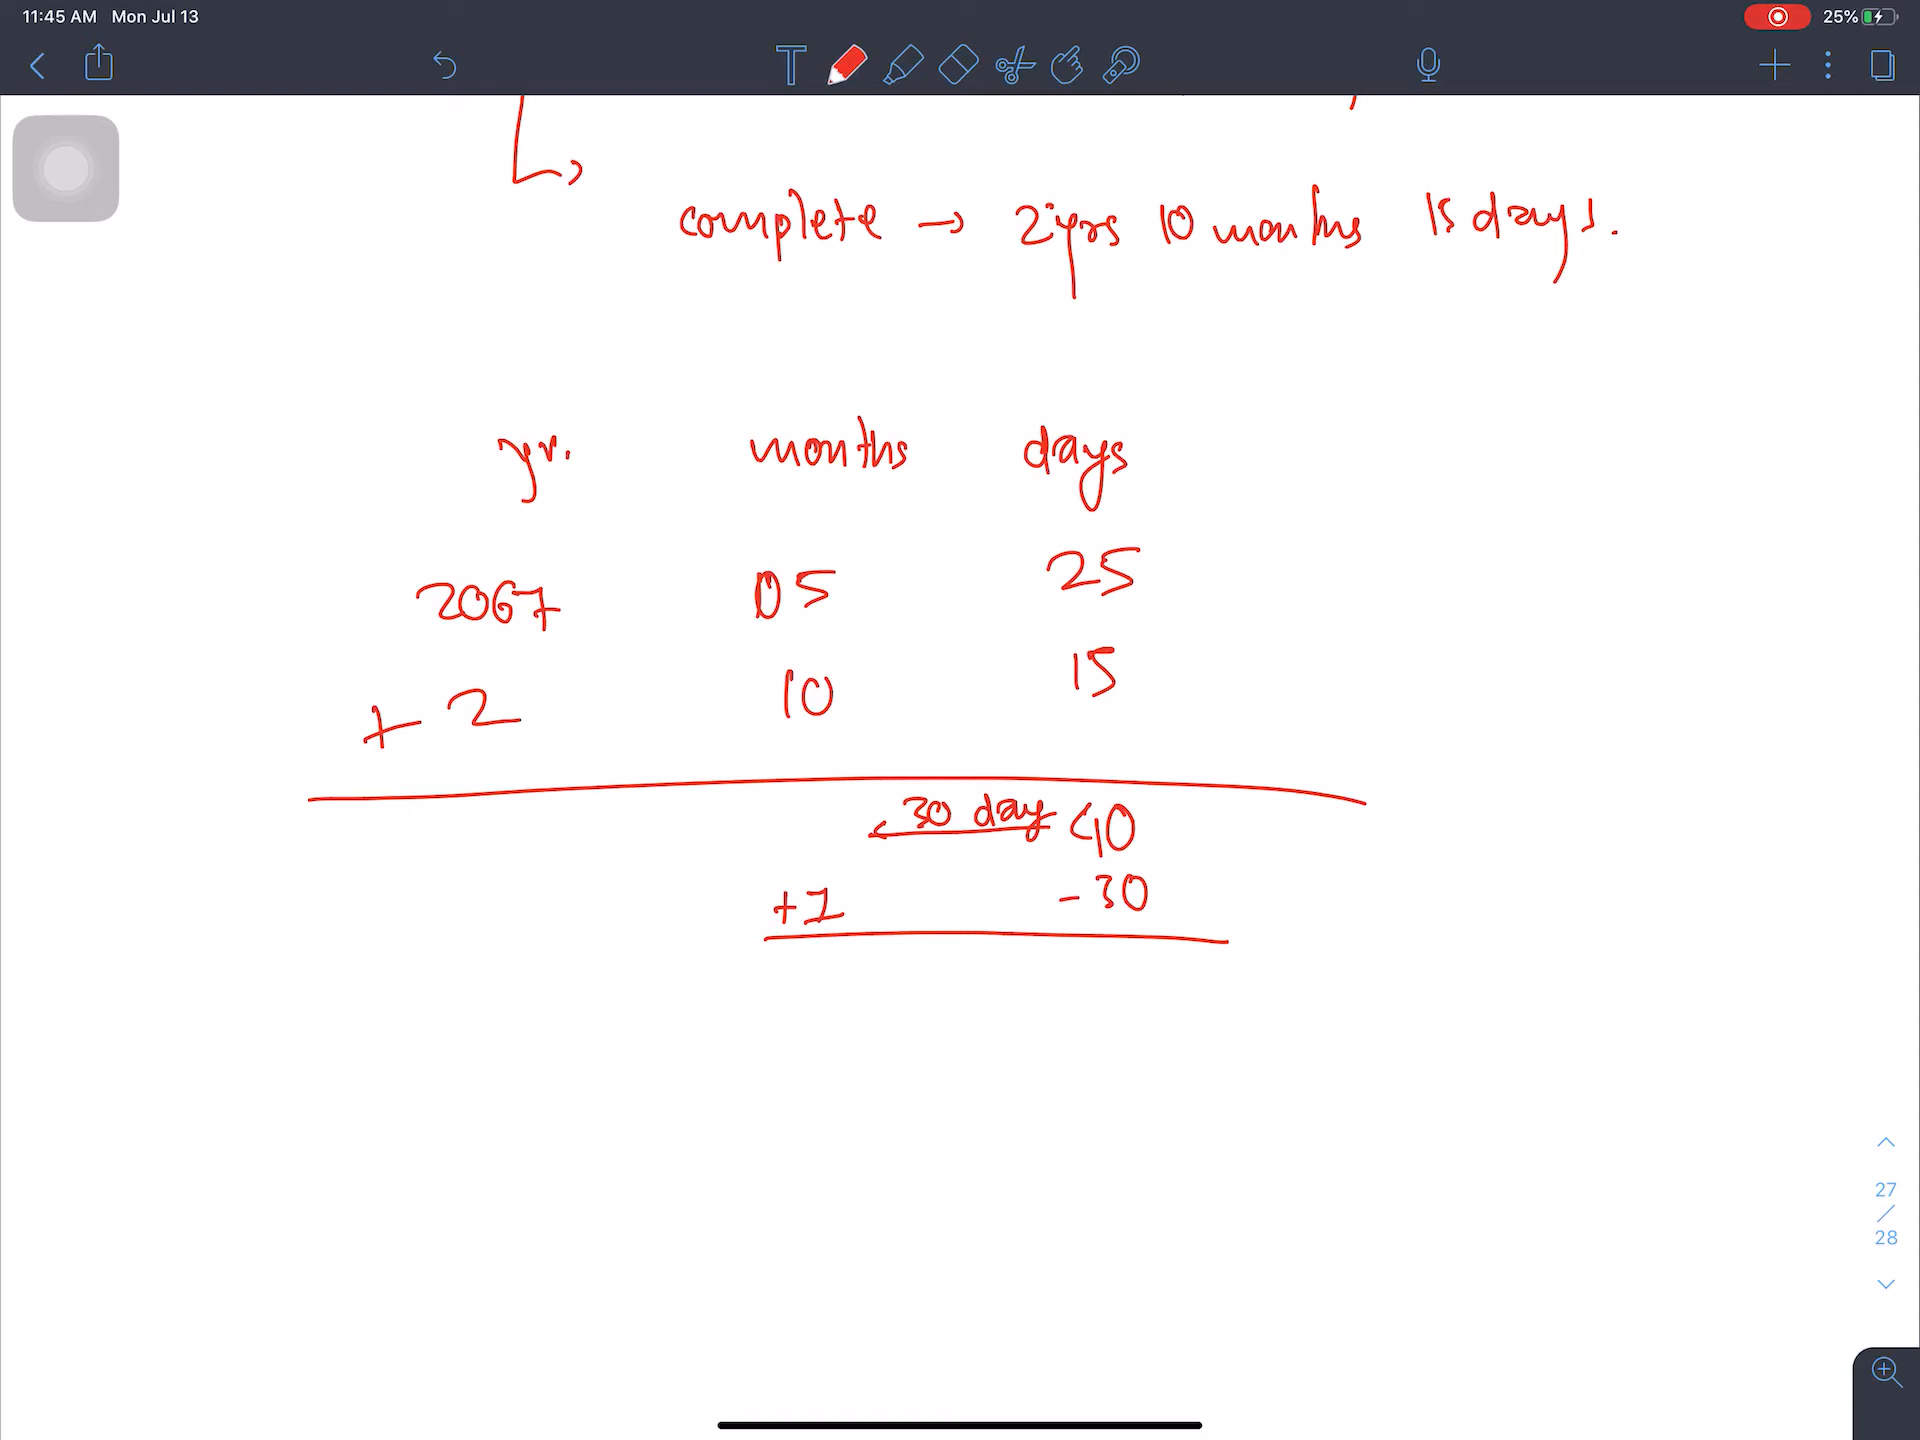 11:45 AM Mon Jul 13
25%
T
complete → 2 yrs 10 months 15 days.
yr. months days
2067 05 25
+ 2 10 15
30 day 40
+1 - 30
27
/
28